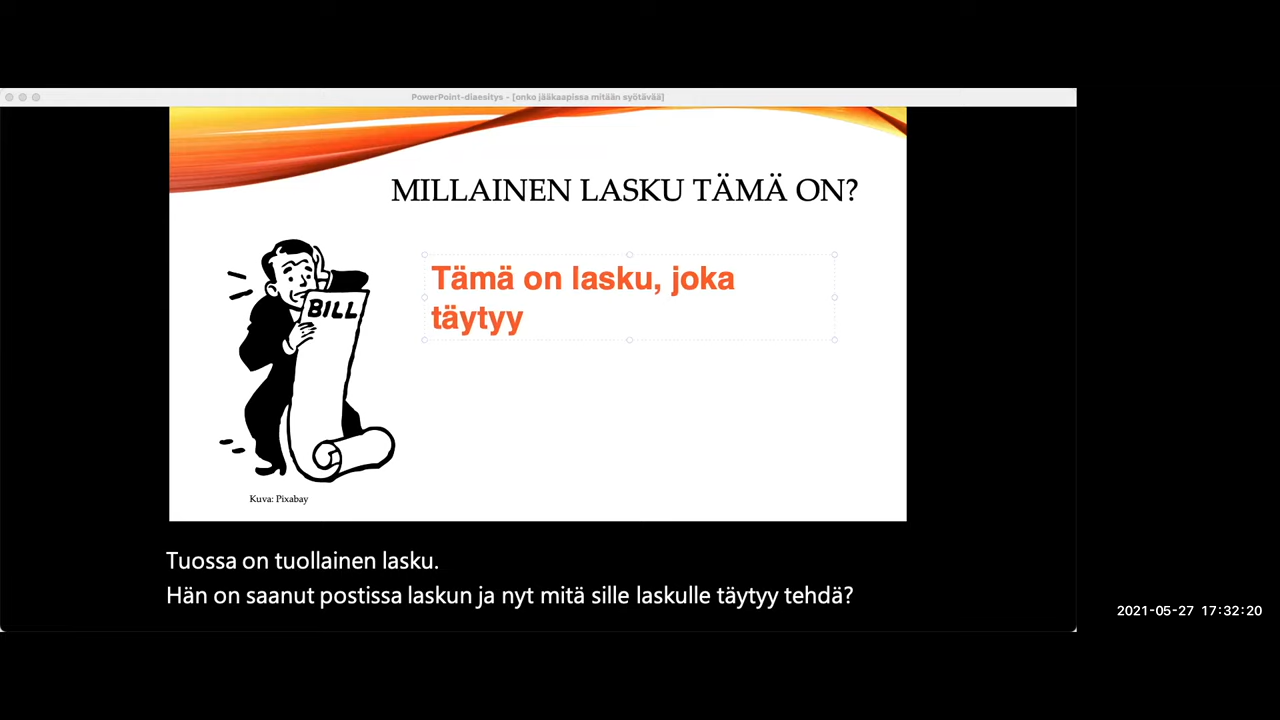 PowerPoint-diaesitys - [onko jääkaapissa mitään syötävää]
MILLAINEN LASKU TÄMÄ ON?
Tämä on lasku, joka
täytyy
BILL
Kuva: Pixabay
Tuossa on tuollainen lasku.
Hän on saanut postissa laskun ja nyt mitä sille laskulle täytyy tehdä?
2021-05-27 17:32:20